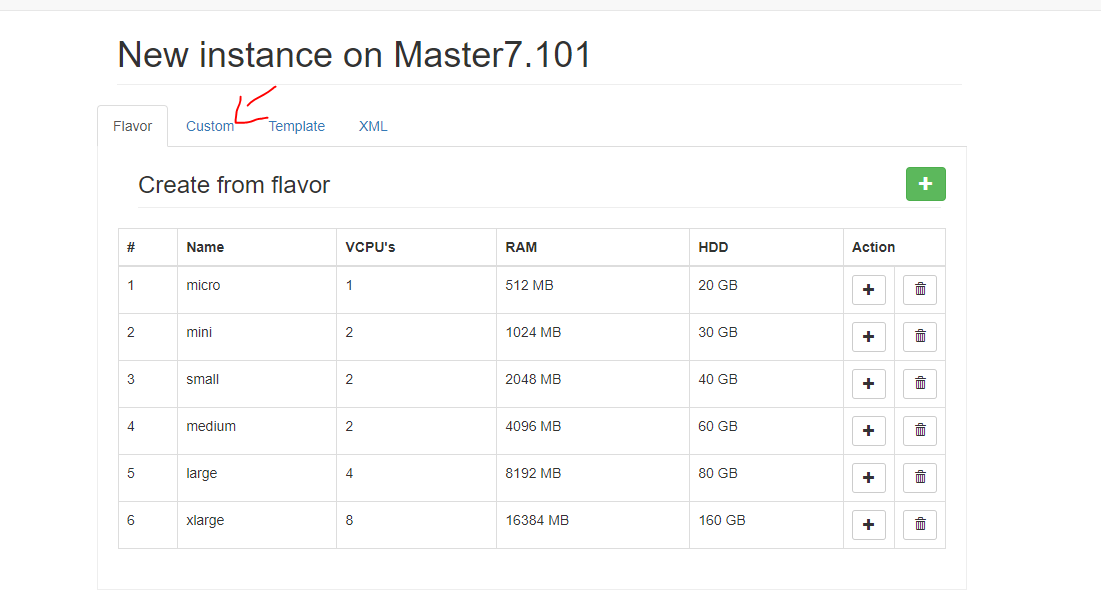 New instance on Master7.101
Flavor Custom Template XML
Create from flavor
# Name VCPU's RAM HDD Action
1 micro 1 512 MB 20 GB
2 mini 2 1024 MB 30 GB
3 small 2 2048 MB 40 GB
4 medium 2 4096 MB 60 GB
5 large 4 8192 MB 80 GB
6 xlarge 8 16384 MB 160 GB